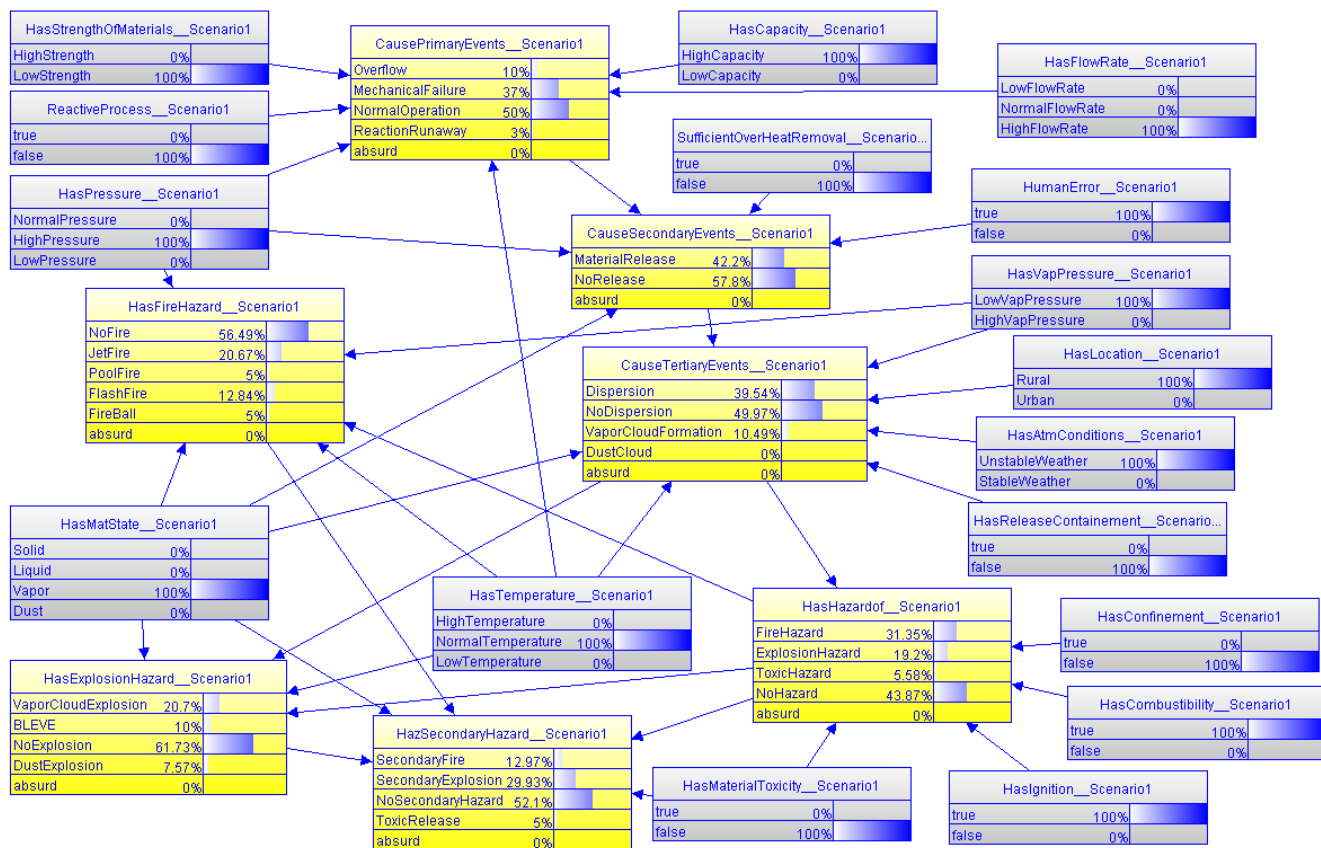 HasStrengthOfMaterials__Scenario1
HighStrength 0%
LowStrength 100%
CausePrimaryEvents__Scenario1
Overflow 10%
MechanicalFailure 37%
NormalOperation 50%
ReactionRunaway 3%
absurd 0%
HasCapacity__Scenario1
HighCapacity 100%
LowCapacity 0%
HasFlowRate__Scenario1
LowFlowRate 0%
NormalFlowRate 0%
HighFlowRate 100%
ReactiveProcess__Scenario1
true 0%
false 100%
SufficientOverHeatRemoval__Scenario...
true 0%
false 100%
HasPressure__Scenario1
NormalPressure 0%
HighPressure 100%
LowPressure 0%
HumanError__Scenario1
true 100%
false 0%
CauseSecondaryEvents__Scenario1
MaterialRelease 42.2%
NoRelease 57.8%
absurd 0%
HasVapPressure__Scenario1
LowVapPressure 100%
HighVapPressure 0%
HasFireHazard__Scenario1
NoFire 56.49%
JetFire 20.67%
PoolFire 5%
FlashFire 12.84%
FireBall 5%
absurd 0%
CauseTertiaryEvents__Scenario1
Dispersion 39.54%
NoDispersion 49.97%
VaporCloudFormation 10.49%
DustCloud 0%
absurd 0%
HasLocation__Scenario1
Rural 100%
Urban 0%
HasAtmConditions__Scenario1
UnstableWeather 100%
StableWeather 0%
HasReleaseContainement__Scenario...
true 0%
false 100%
HasMatState__Scenario1
Solid 0%
Liquid 0%
Vapor 100%
Dust 0%
HasTemperature__Scenario1
HighTemperature 0%
NormalTemperature 100%
LowTemperature 0%
HasHazardof__Scenario1
FireHazard 31.35%
ExplosionHazard 19.2%
ToxicHazard 5.58%
NoHazard 43.87%
absurd 0%
HasConfinement__Scenario1
true 0%
false 100%
HasExplosionHazard__Scenario1
VaporCloudExplosion 20.7%
BLEVE 10%
NoExplosion 61.73%
DustExplosion 7.57%
absurd 0%
HasCombustibility__Scenario1
true 100%
false 0%
HazSecondaryHazard__Scenario1
SecondaryFire 12.97%
SecondaryExplosion 29.93%
NoSecondaryHazard 52.1%
ToxicRelease 5%
absurd 0%
HasMaterialToxicity__Scenario1
true 0%
false 100%
HasIgnition__Scenario1
true 100%
false 0%